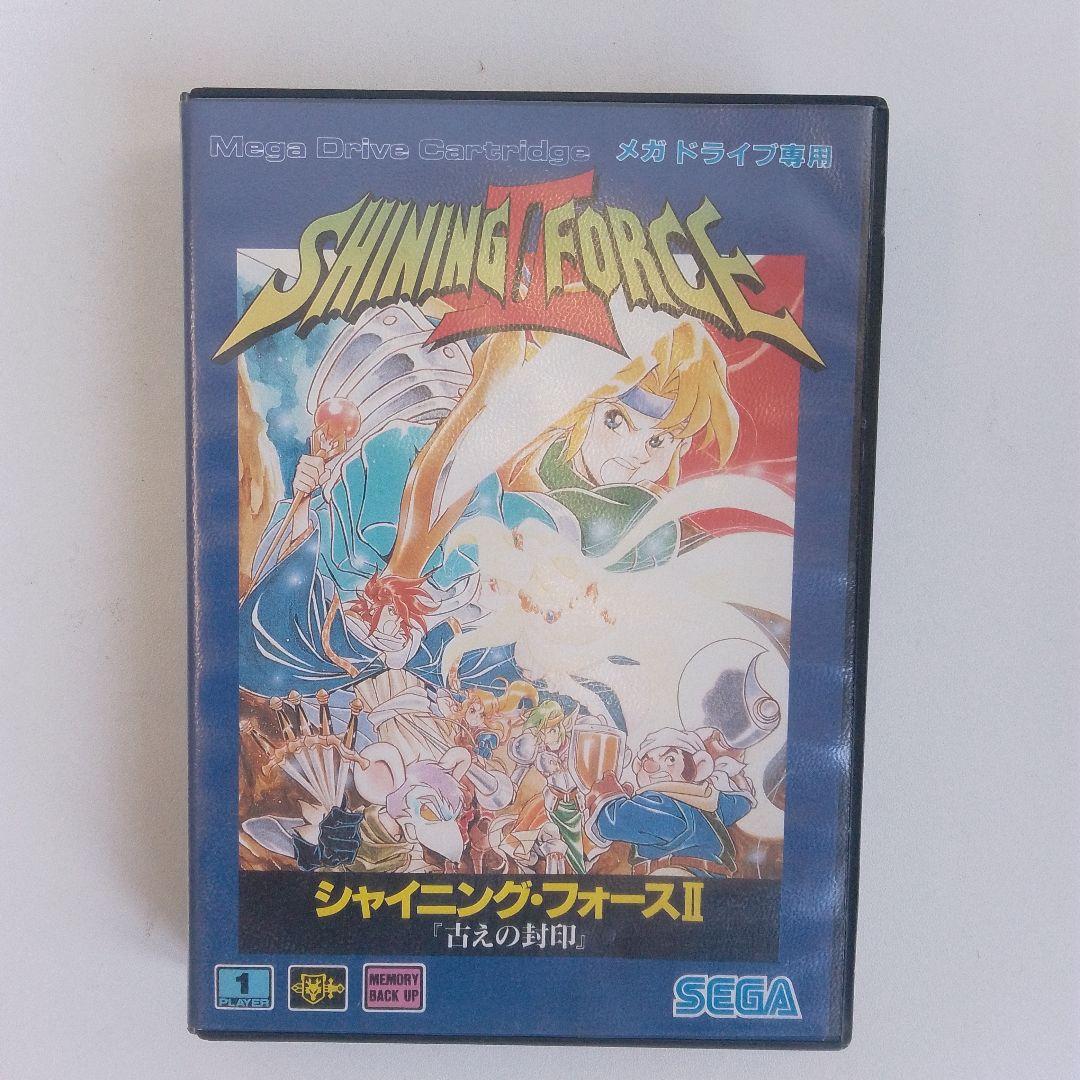 Mega Drive Cartridge メガドライブ専用
SHINING FORCE II
シャイニング・フォースⅡ
『古えの封印』
1
PLAYER
MEMORY
BACK UP
SEGA